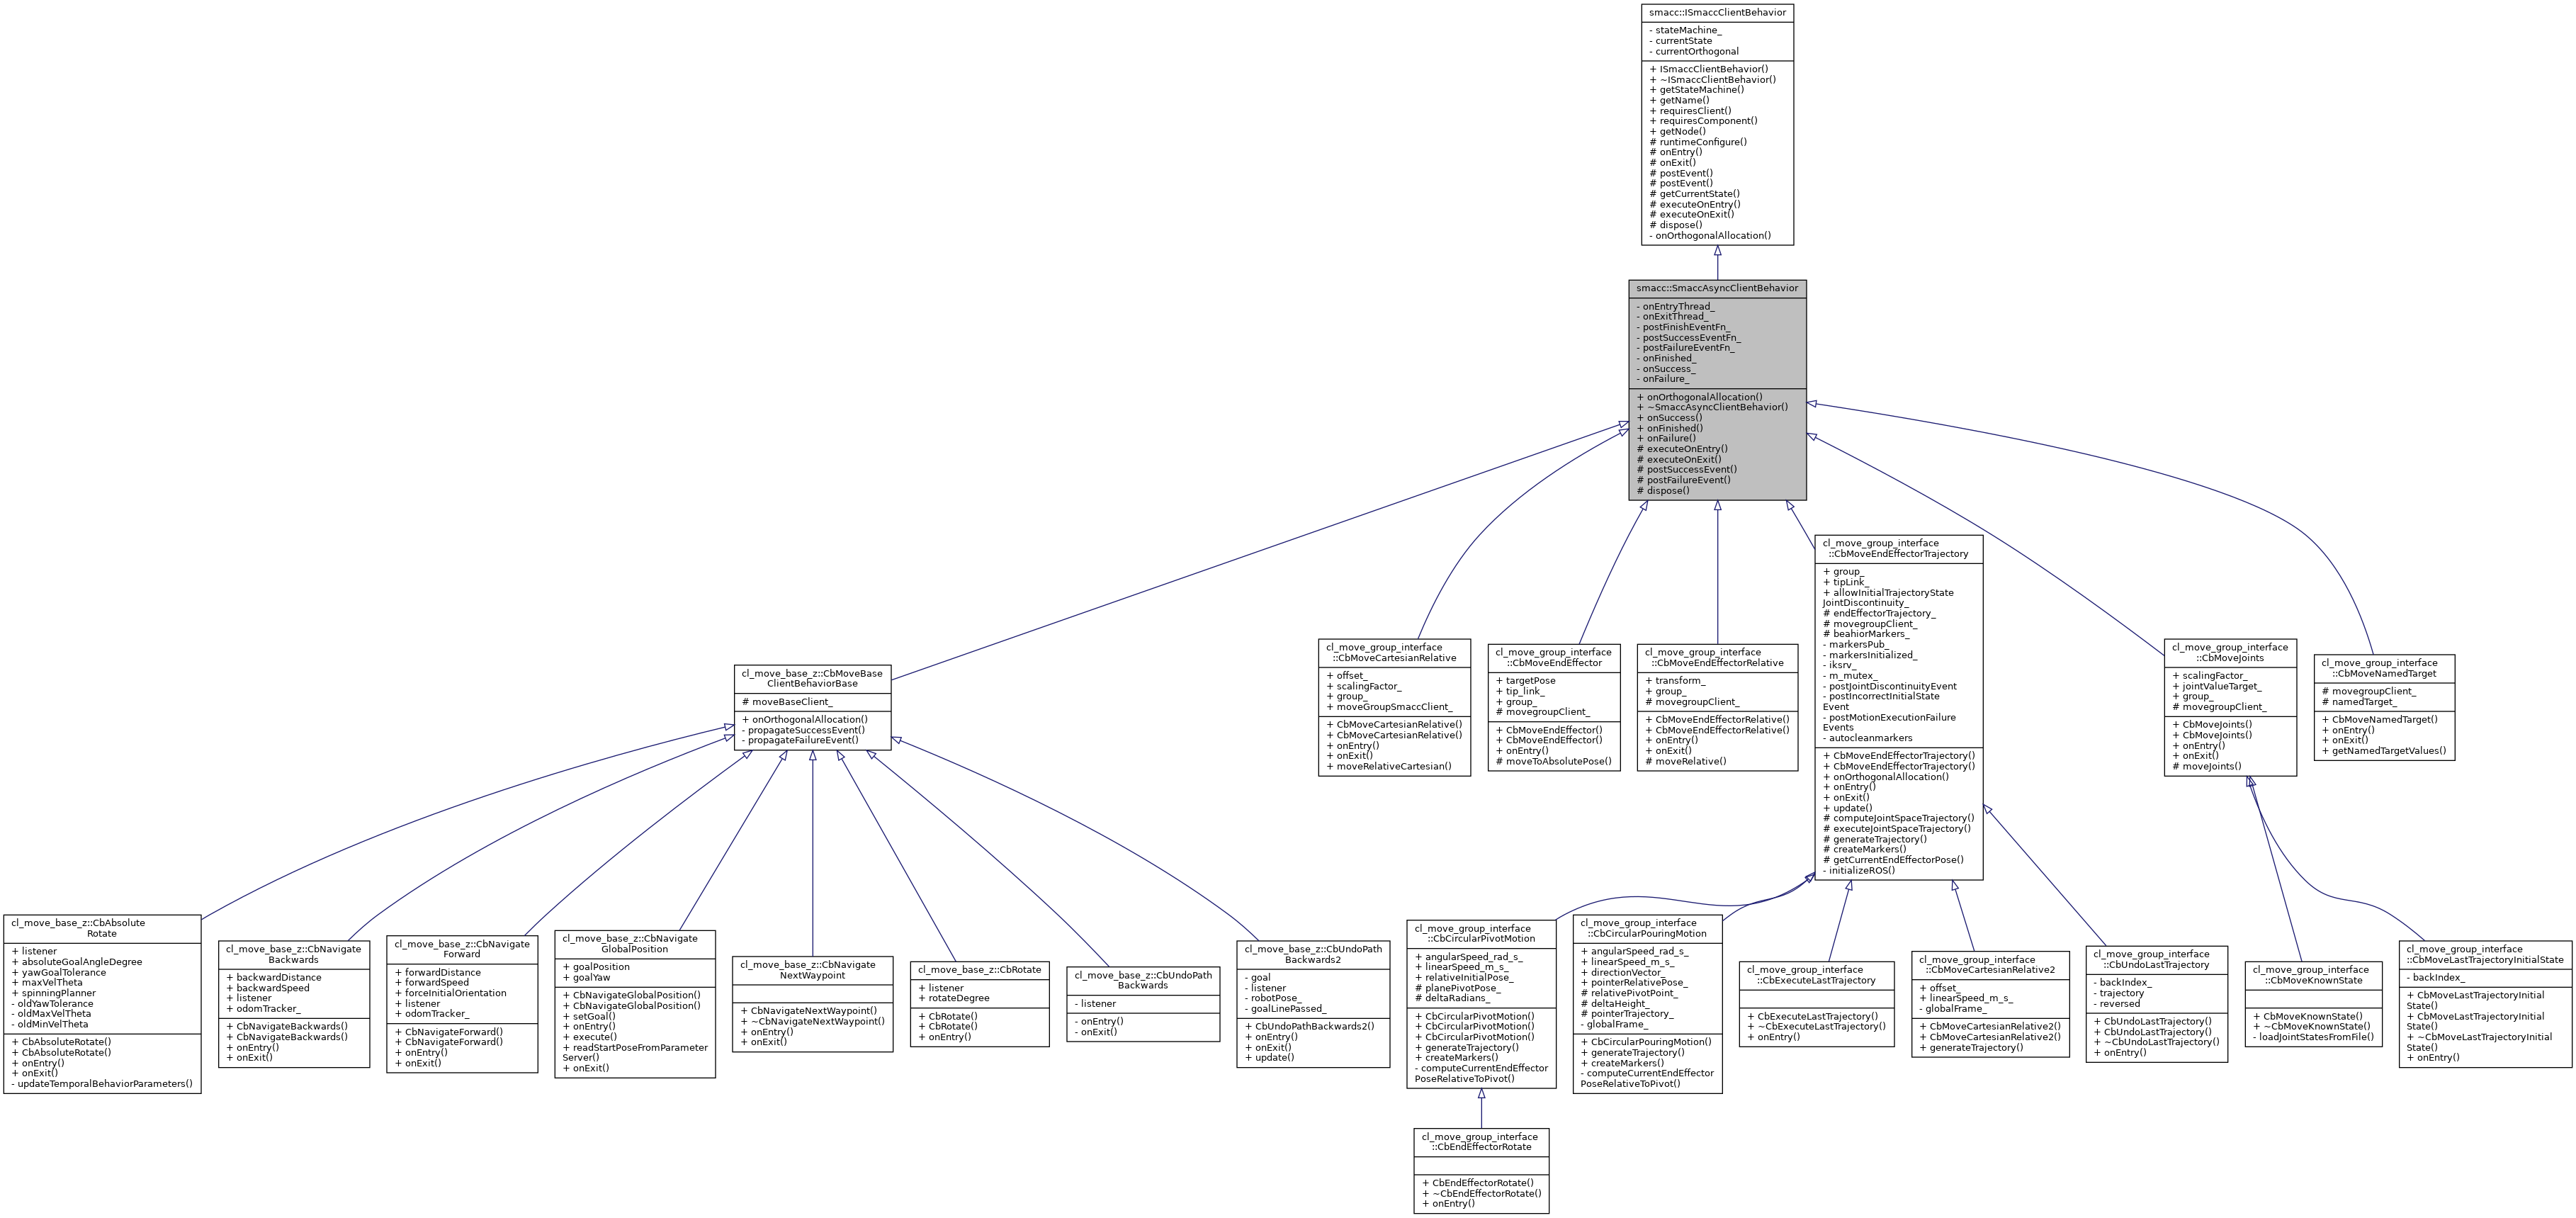 smacc::ISmaccClientBehavior
- stateMachine_
- currentState
- currentOrthogonal
+ ISmaccClientBehavior()
+ ~ISmaccClientBehavior()
+ getStateMachine()
+ getName()
+ requiresClient()
+ requiresComponent()
+ getNode()
# runtimeConfigure()
# onEntry()
# onExit()
# postEvent()
# postEvent()
# getCurrentState()
# executeOnEntry()
# executeOnExit()
# dispose()
- onOrthogonalAllocation()
smacc::SmaccAsyncClientBehavior
- onEntryThread_
- onExitThread_
- postFinishEventFn_
- postSuccessEventFn_
- postFailureEventFn_
- onFinished_
- onSuccess_
- onFailure_
+ onOrthogonalAllocation()
+ ~SmaccAsyncClientBehavior()
+ onSuccess()
+ onFinished()
+ onFailure()
# executeOnEntry()
# executeOnExit()
# postSuccessEvent()
# postFailureEvent()
# dispose()
cl_move_base_z::CbMoveBase
ClientBehaviorBase
# moveBaseClient_
+ onOrthogonalAllocation()
- propagateSuccessEvent()
- propagateFailureEvent()
cl_move_group_interface
::CbMoveCartesianRelative
+ offset_
+ scalingFactor_
+ group_
+ moveGroupSmaccClient_
+ CbMoveCartesianRelative()
+ CbMoveCartesianRelative()
+ onEntry()
+ onExit()
+ moveRelativeCartesian()
cl_move_group_interface
::CbMoveEndEffector
+ targetPose
+ tip_link_
+ group_
# movegroupClient_
+ CbMoveEndEffector()
+ CbMoveEndEffector()
+ onEntry()
# moveToAbsolutePose()
cl_move_group_interface
::CbMoveEndEffectorRelative
+ transform_
+ group_
# movegroupClient_
+ CbMoveEndEffectorRelative()
+ CbMoveEndEffectorRelative()
+ onEntry()
+ onExit()
# moveRelative()
cl_move_group_interface
::CbMoveEndEffectorTrajectory
+ group_
+ tipLink_
+ allowInitialTrajectoryState
JointDiscontinuity_
# endEffectorTrajectory_
# movegroupClient_
# beahiorMarkers_
- markersPub_
- markersInitialized_
- iksrv_
- m_mutex_
- postJointDiscontinuityEvent
- postIncorrectInitialState
Event
- postMotionExecutionFailure
Events
- autocleanmarkers
+ CbMoveEndEffectorTrajectory()
+ CbMoveEndEffectorTrajectory()
+ onOrthogonalAllocation()
+ onEntry()
+ onExit()
+ update()
# computeJointSpaceTrajectory()
# executeJointSpaceTrajectory()
# generateTrajectory()
# createMarkers()
# getCurrentEndEffectorPose()
- initializeROS()
cl_move_group_interface
::CbMoveJoints
+ scalingFactor_
+ jointValueTarget_
+ group_
# movegroupClient_
+ CbMoveJoints()
+ CbMoveJoints()
+ onEntry()
+ onExit()
# moveJoints()
cl_move_group_interface
::CbMoveNamedTarget
# movegroupClient_
# namedTarget_
+ CbMoveNamedTarget()
+ onEntry()
+ onExit()
+ getNamedTargetValues()
cl_move_base_z::CbAbsolute
Rotate
+ listener
+ absoluteGoalAngleDegree
+ yawGoalTolerance
+ maxVelTheta
+ spinningPlanner
- oldYawTolerance
- oldMaxVelTheta
- oldMinVelTheta
+ CbAbsoluteRotate()
+ CbAbsoluteRotate()
+ onEntry()
+ onExit()
- updateTemporalBehaviorParameters()
cl_move_base_z::CbNavigate
Backwards
+ backwardDistance
+ backwardSpeed
+ listener
+ odomTracker_
+ CbNavigateBackwards()
+ CbNavigateBackwards()
+ onEntry()
+ onExit()
cl_move_base_z::CbNavigate
Forward
+ forwardDistance
+ forwardSpeed
+ forceInitialOrientation
+ listener
+ odomTracker_
+ CbNavigateForward()
+ CbNavigateForward()
+ onEntry()
+ onExit()
cl_move_base_z::CbNavigate
GlobalPosition
+ goalPosition
+ goalYaw
+ CbNavigateGlobalPosition()
+ CbNavigateGlobalPosition()
+ setGoal()
+ onEntry()
+ execute()
+ readStartPoseFromParameter
Server()
+ onExit()
cl_move_base_z::CbNavigate
NextWaypoint
+ CbNavigateNextWaypoint()
+ ~CbNavigateNextWaypoint()
+ onEntry()
+ onExit()
cl_move_base_z::CbRotate
+ listener
+ rotateDegree
+ CbRotate()
+ CbRotate()
+ onEntry()
cl_move_base_z::CbUndoPath
Backwards
- listener
- onEntry()
- onExit()
cl_move_base_z::CbUndoPath
Backwards2
- goal
- listener
- robotPose_
- goalLinePassed_
+ CbUndoPathBackwards2()
+ onEntry()
+ onExit()
+ update()
cl_move_group_interface
::CbCircularPivotMotion
+ angularSpeed_rad_s_
+ linearSpeed_m_s_
+ relativeInitialPose_
# planePivotPose_
# deltaRadians_
+ CbCircularPivotMotion()
+ CbCircularPivotMotion()
+ CbCircularPivotMotion()
+ generateTrajectory()
+ createMarkers()
- computeCurrentEndEffector
PoseRelativeToPivot()
cl_move_group_interface
::CbCircularPouringMotion
+ angularSpeed_rad_s_
+ linearSpeed_m_s_
+ directionVector_
+ pointerRelativePose_
# relativePivotPoint_
# deltaHeight_
# pointerTrajectory_
- globalFrame_
+ CbCircularPouringMotion()
+ generateTrajectory()
+ createMarkers()
- computeCurrentEndEffector
PoseRelativeToPivot()
cl_move_group_interface
::CbExecuteLastTrajectory
+ CbExecuteLastTrajectory()
+ ~CbExecuteLastTrajectory()
+ onEntry()
cl_move_group_interface
::CbMoveCartesianRelative2
+ offset_
+ linearSpeed_m_s_
- globalFrame_
+ CbMoveCartesianRelative2()
+ CbMoveCartesianRelative2()
+ generateTrajectory()
cl_move_group_interface
::CbUndoLastTrajectory
- backIndex_
- trajectory
- reversed
+ CbUndoLastTrajectory()
+ CbUndoLastTrajectory()
+ ~CbUndoLastTrajectory()
+ onEntry()
cl_move_group_interface
::CbMoveKnownState
+ CbMoveKnownState()
+ ~CbMoveKnownState()
- loadJointStatesFromFile()
cl_move_group_interface
::CbMoveLastTrajectoryInitialState
- backIndex_
+ CbMoveLastTrajectoryInitial
State()
+ CbMoveLastTrajectoryInitial
State()
+ ~CbMoveLastTrajectoryInitial
State()
+ onEntry()
cl_move_group_interface
::CbEndEffectorRotate
+ CbEndEffectorRotate()
+ ~CbEndEffectorRotate()
+ onEntry()